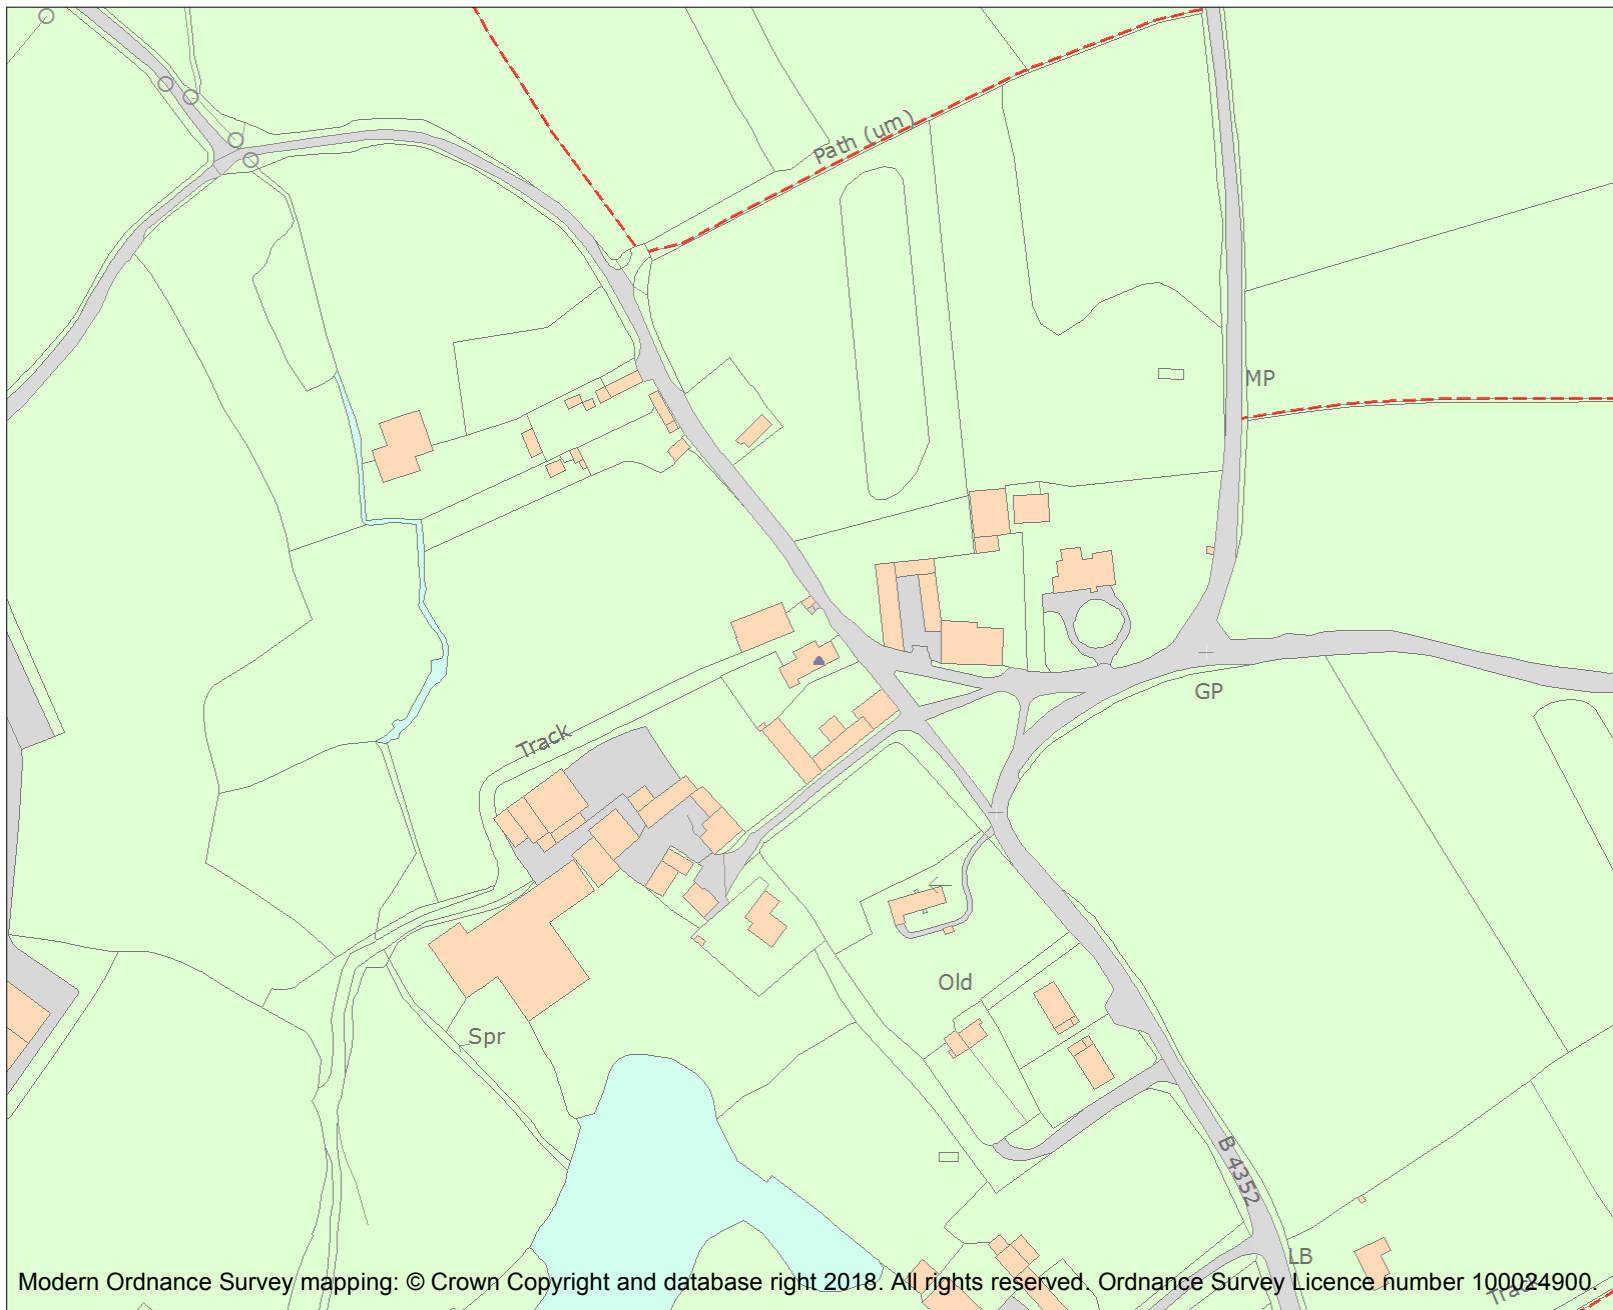 Path (um)
MP
GP
Track
Old
Spr
B 4352
LB
Track
Modern Ordnance Survey mapping: © Crown Copyright and database right 2018. All rights reserved. Ordnance Survey Licence number 100024900.